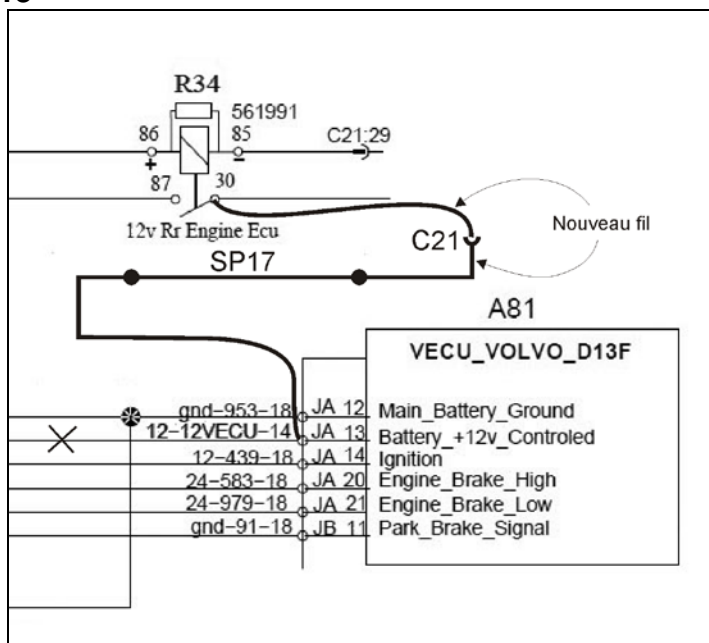 R34
561991
86 85 C21:29
+ -
87 30
12v Rr Engine Ecu
Nouveau fil
C21
SP17
A81
VECU_VOLVO_D13F
gnd-953-18 JA 12 Main_Battery_Ground
12-12VECU-14 JA 13 Battery_+12v_Controled
12-439-18 JA 14 Ignition
24-583-18 JA 20 Engine_Brake_High
24-979-18 JA 21 Engine_Brake_Low
gnd-91-18 JB 11 Park_Brake_Signal